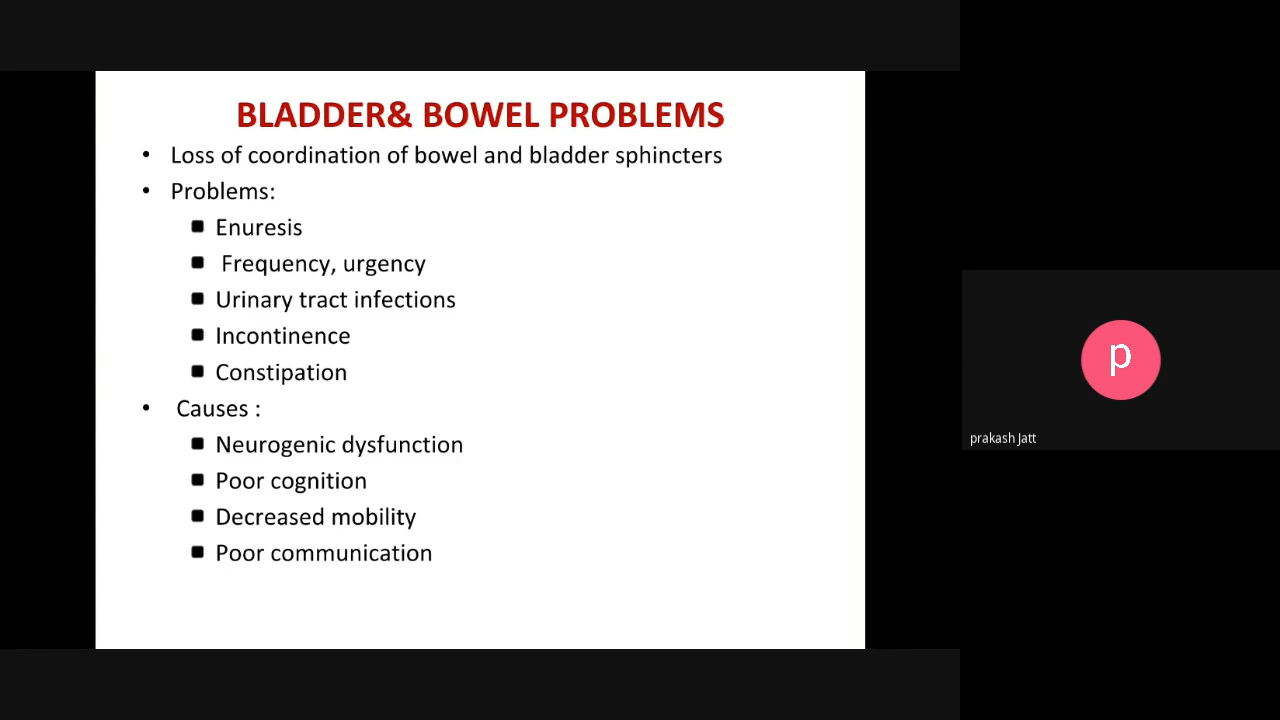 BLADDER& BOWEL PROBLEMS
• Loss of coordination of bowel and bladder sphincters
• Problems:
■ Enuresis
■ Frequency, urgency
■ Urinary tract infections
■ Incontinence
■ Constipation
• Causes :
■ Neurogenic dysfunction
■ Poor cognition
■ Decreased mobility
■ Poor communication
p
prakash Jatt